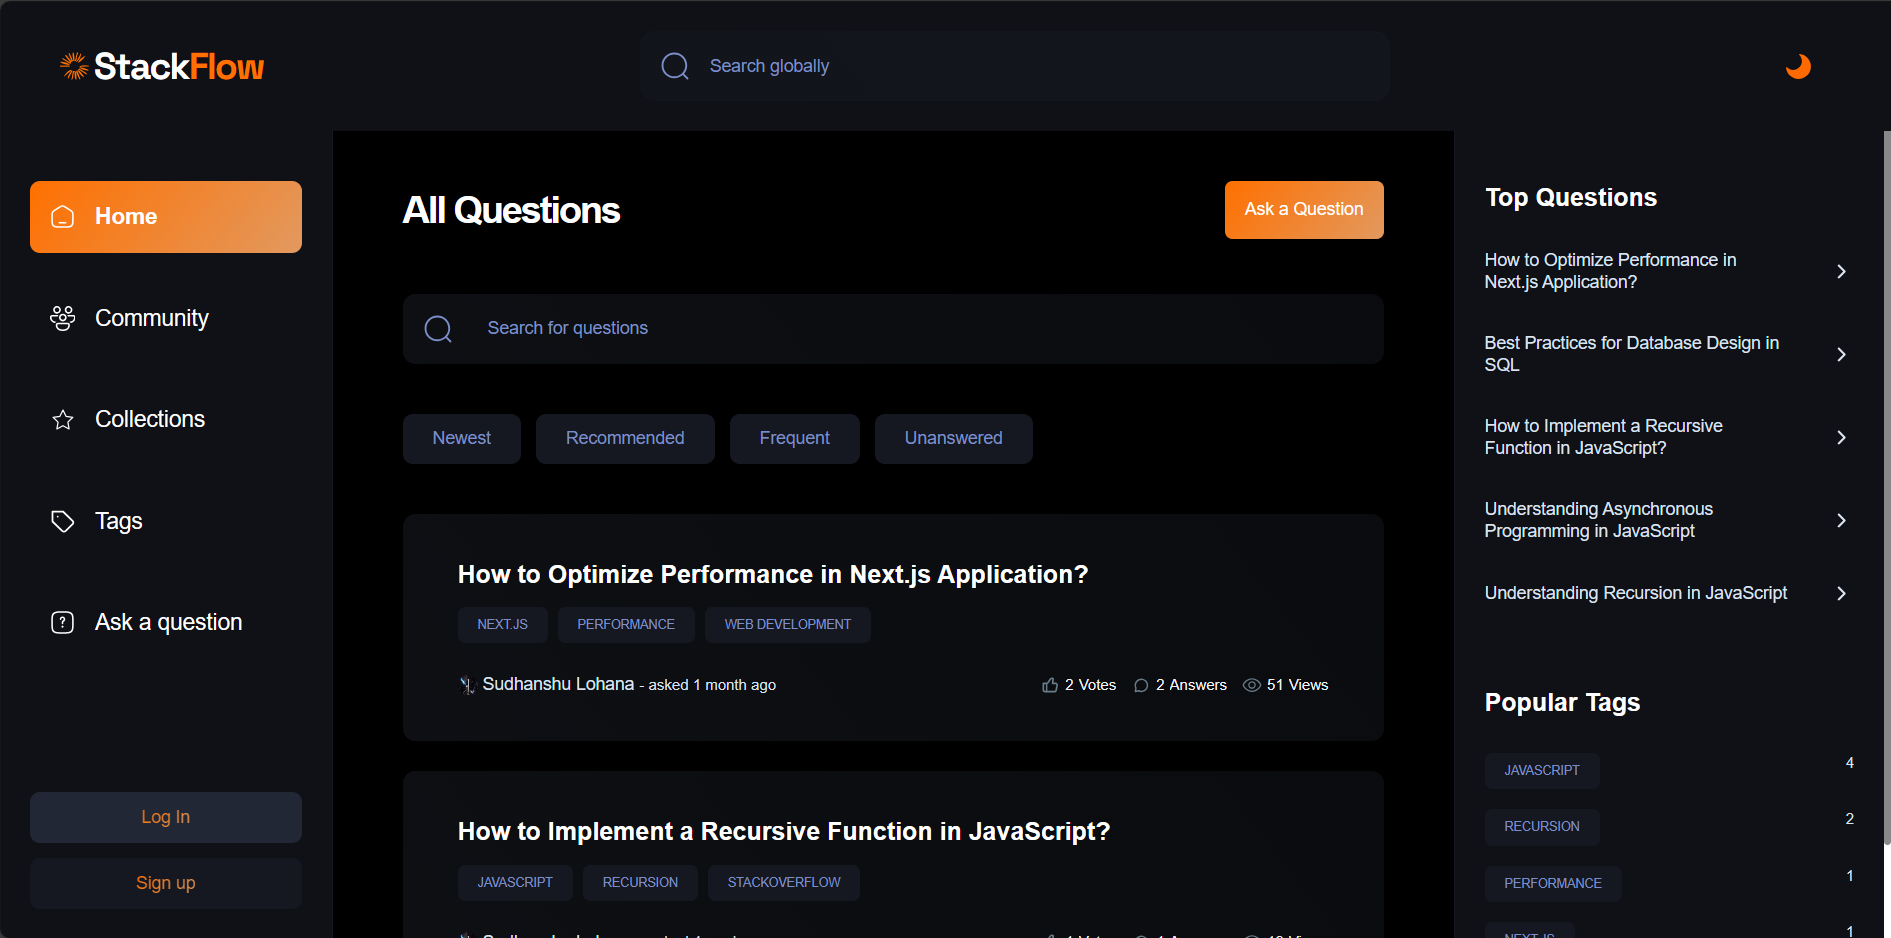 StackFlow
Search globally
Home
Community
Collections
Tags
Ask a question
Log In
Sign up
All Questions
Ask a Question
Search for questions
Newest
Recommended
Frequent
Unanswered
How to Optimize Performance in Next.js Application?
NEXT.JS
PERFORMANCE
WEB DEVELOPMENT
Sudhanshu Lohana - asked 1 month ago
2 Votes
2 Answers
51 Views
How to Implement a Recursive Function in JavaScript?
JAVASCRIPT
RECURSION
STACKOVERFLOW
Top Questions
How to Optimize Performance in
Next.js Application?
Best Practices for Database Design in
SQL
How to Implement a Recursive
Function in JavaScript?
Understanding Asynchronous
Programming in JavaScript
Understanding Recursion in JavaScript
Popular Tags
JAVASCRIPT
4
RECURSION
2
PERFORMANCE
1
NEXT.JS
1